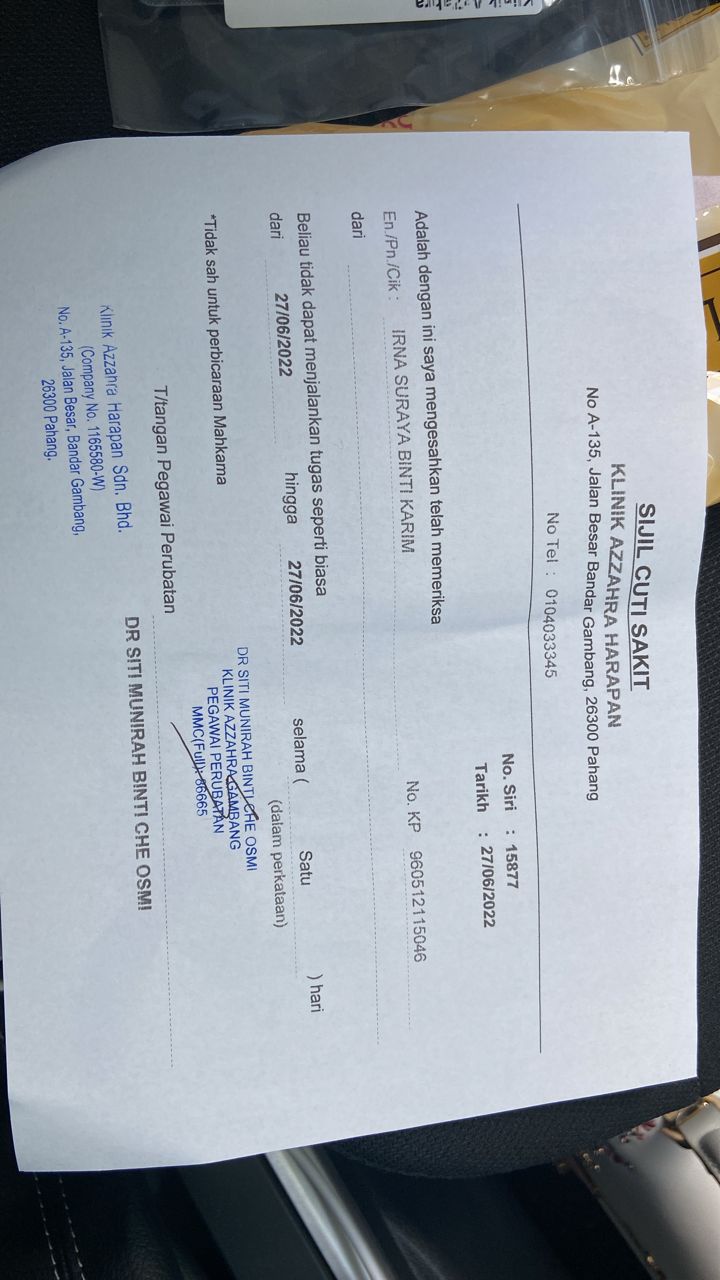 SIJIL CUTI SAKIT
KLINIK AZZAHRA HARAPAN
No A-135, Jalan Besar Bandar Gambang, 26300 Pahang
No Tel : 0104033345
No. Siri : 15877
Tarikh : 27/06/2022
Adalah dengan ini saya mengesahkan telah memeriksa
En./Pn./Cik : IRNA SURAYA BINTI KARIM No. KP 960512115046
dari
Beliau tidak dapat menjalankan tugas seperti biasa
dari 27/06/2022 hingga 27/06/2022 selama ( Satu ) hari
(dalam perkataan)
*Tidak sah untuk perbicaraan Mahkama
DR SITI MUNIRAH BINTI CHE OSMI
KLINIK AZZAHRA GAMBANG
PEGAWAI PERUBATAN
MMC(Full): 86665
T/tangan Pegawai Perubatan
DR SITI MUNIRAH BINTI CHE OSMI
Klinik Azzahra Harapan Sdn. Bhd.
(Company No. 1165580-W)
No. A-135, Jalan Besar, Bandar Gambang,
26300 Pahang.